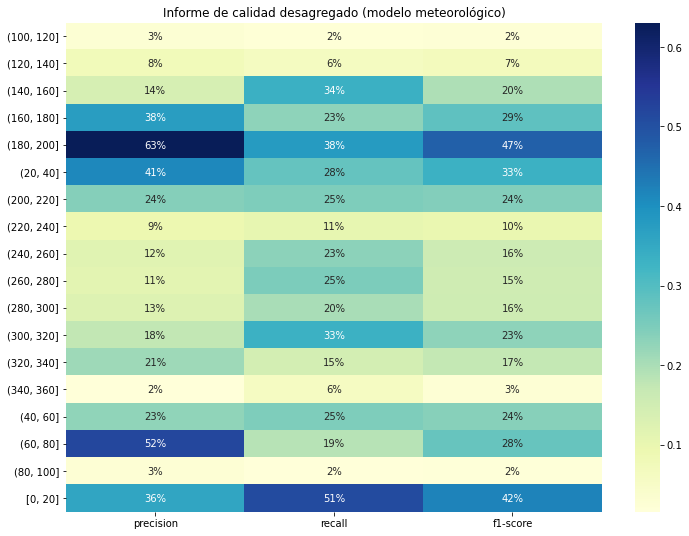 Informe de calidad desagregado (modelo meteorológico)
(100, 120] 3% 2% 2%
(120, 140] 8% 6% 7%
(140, 160] 14% 34% 20%
(160, 180] 38% 23% 29%
(180, 200] 63% 38% 47%
(20, 40] 41% 28% 33%
(200, 220] 24% 25% 24%
(220, 240] 9% 11% 10%
(240, 260] 12% 23% 16%
(260, 280] 11% 25% 15%
(280, 300] 13% 20% 16%
(300, 320] 18% 33% 23%
(320, 340] 21% 15% 17%
(340, 360] 2% 6% 3%
(40, 60] 23% 25% 24%
(60, 80] 52% 19% 28%
(80, 100] 3% 2% 2%
[0, 20] 36% 51% 42%
precision recall f1-score
0.6
0.5
0.4
0.3
0.2
0.1